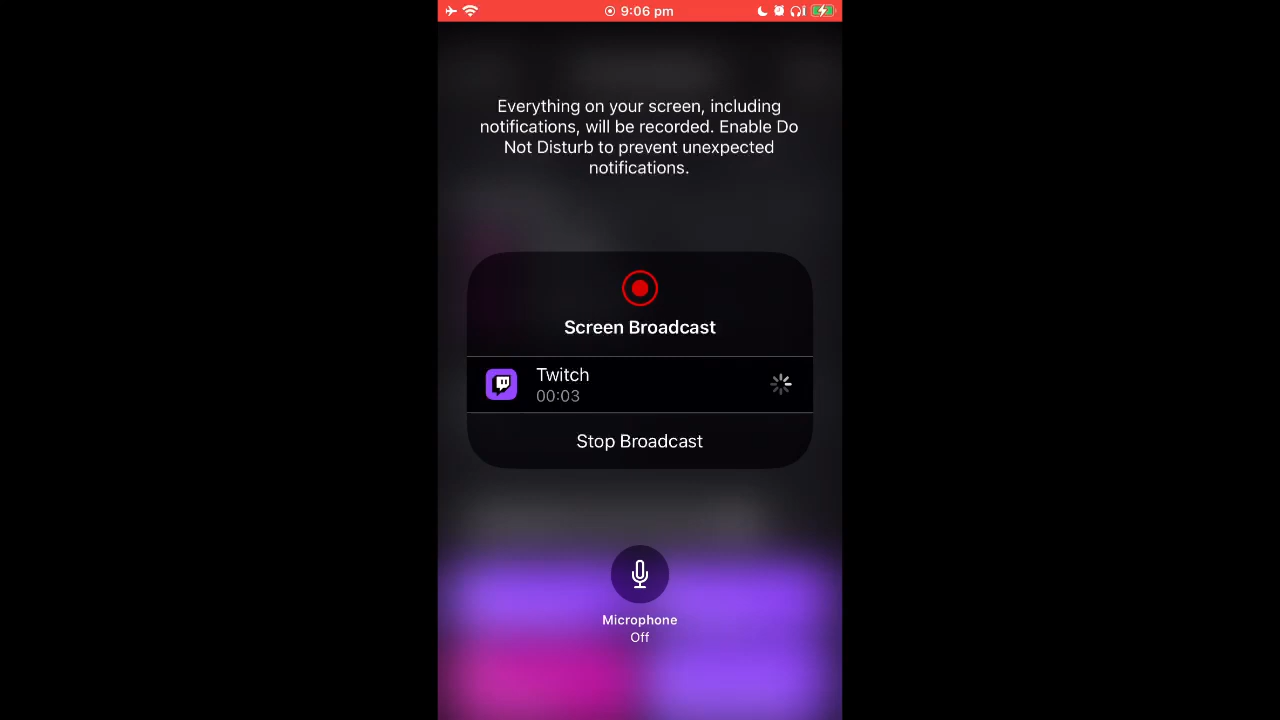 9:06 pm
Everything on your screen, including
notifications, will be recorded. Enable Do
Not Disturb to prevent unexpected
notifications.
Screen Broadcast
Twitch
00:03
Stop Broadcast
Microphone
Off